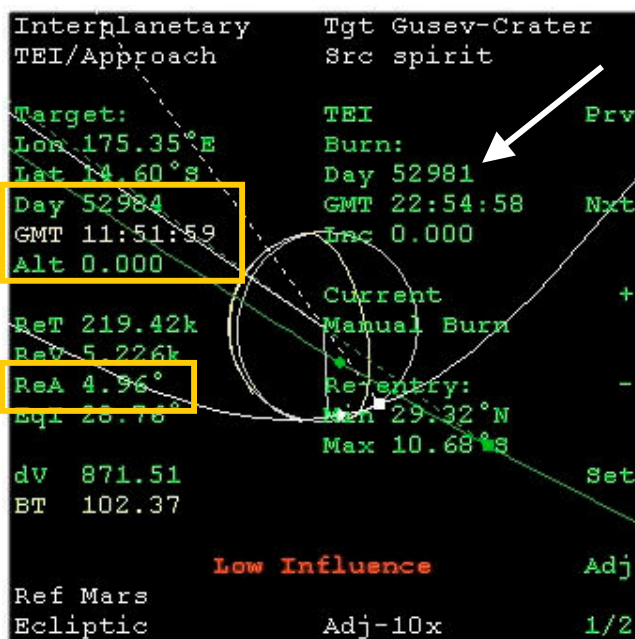 Interplanetary Tgt Gusev-Crater
TEI/Approach Src spirit
Target: TEI Prv
Lon 175.35°E Burn:
Lat 14.60°S Day 52981
Day 52984 GMT 22:54:58 Nxt
GMT 11:51:59 Inc 0.000
Alt 0.000
Current +
ReT 219.42k Manual Burn
ReV 5.226k
ReA 4.96° Re-entry: -
EqI 28.76° Min 29.32°N
Max 10.68°S
dV 871.51 Set
BT 102.37
Low Influence Adj
Ref Mars
Ecliptic Adj-10x 1/2